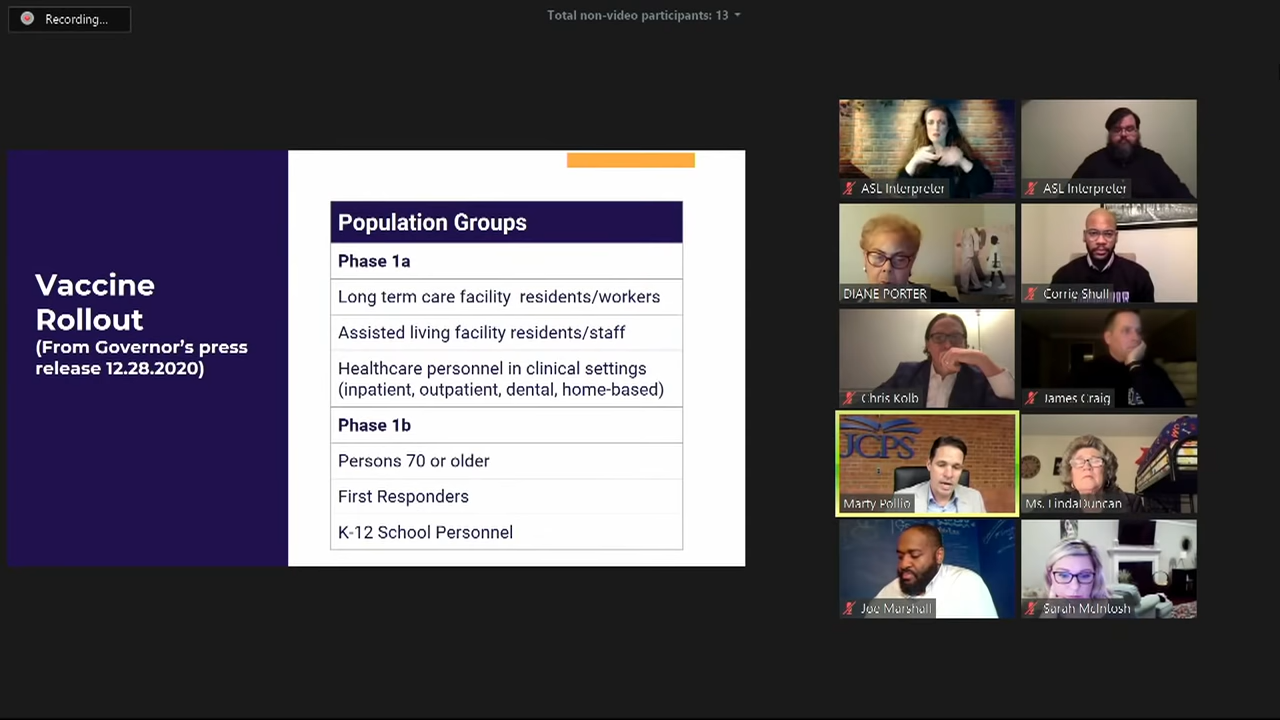 Recording...
Total non-video participants: 13
Vaccine
Rollout
(From Governor's press
release 12.28.2020)
Population Groups
Phase 1a
Long term care facility residents/workers
Assisted living facility residents/staff
Healthcare personnel in clinical settings
(inpatient, outpatient, dental, home-based)
Phase 1b
Persons 70 or older
First Responders
K-12 School Personnel
ASL Interpreter
ASL Interpreter
DIANE PORTER
Corrie Shull
Chris Kolb
James Craig
JCPS
Marty Pollio
Ms. LindaDuncan
Joe Marshall
Sarah McIntosh